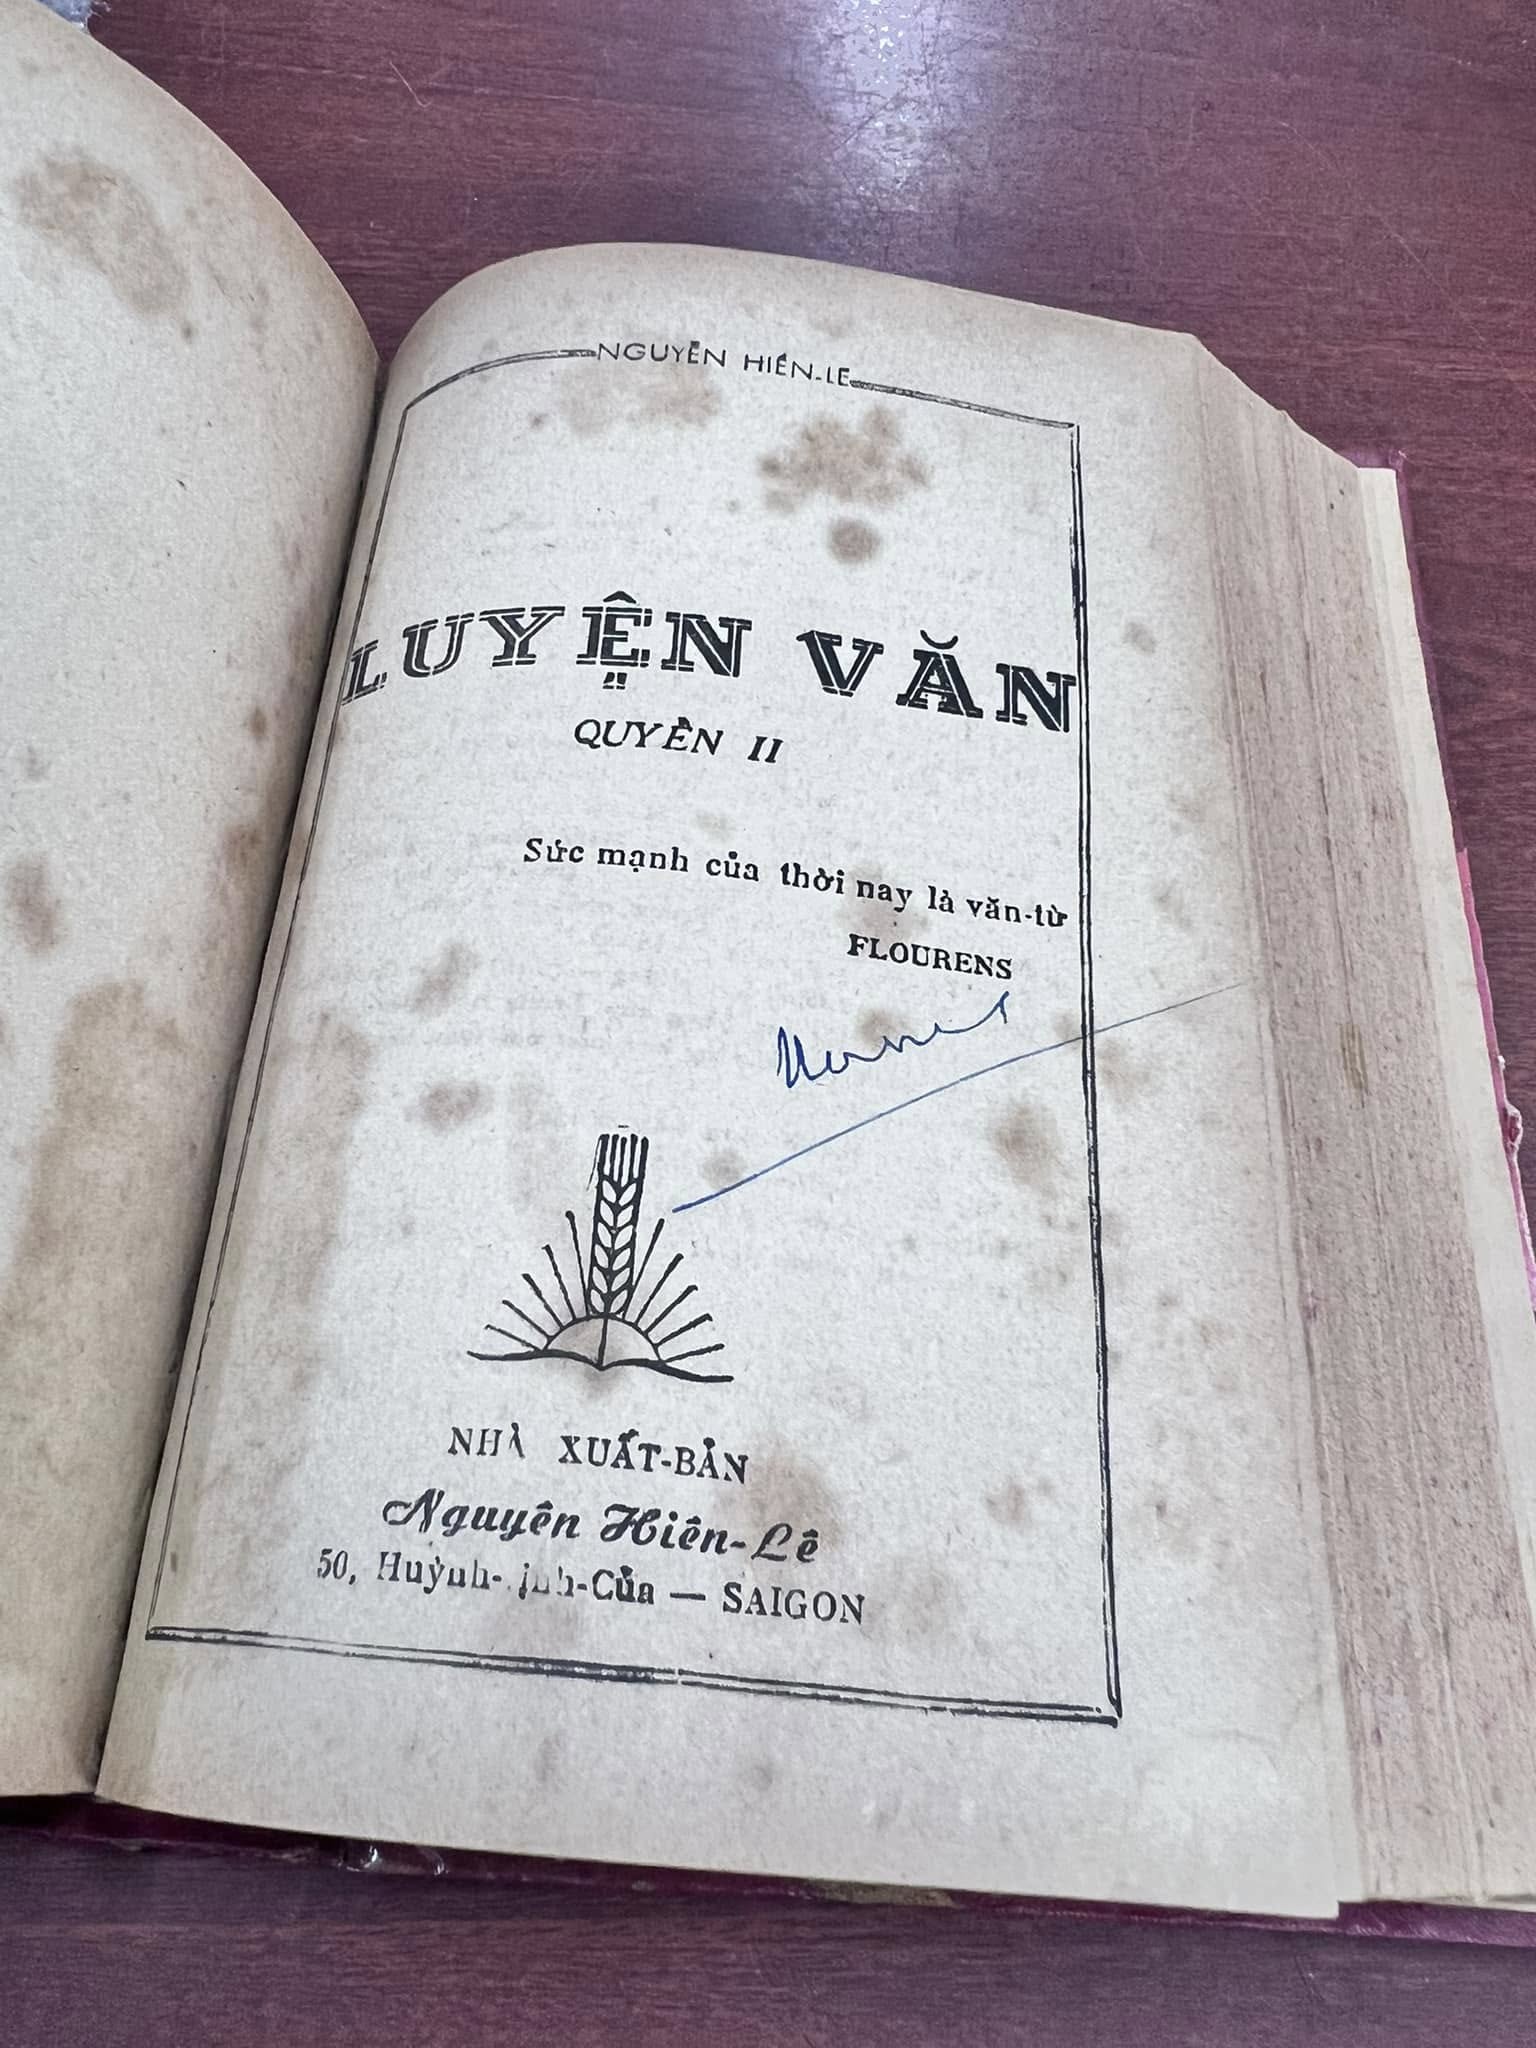 NGUYỄN HIẾN-LE
LUYỆN VĂN
QUYỂN II
Sức mạnh của thời nay là văn-từ
FLOURENS
NHÀ XUẤT-BẢN
Nguyễn Hiến-Lê
50, Huỳnh- -Của — SAIGON